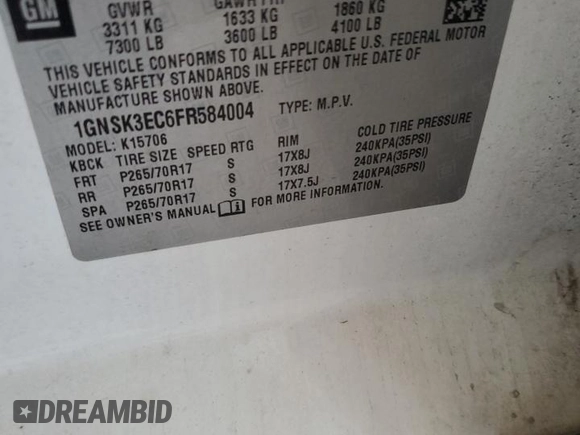 GM
GVWR GAWR FRT
3311 KG 1633 KG 1860 KG
7300 LB 3600 LB 4100 LB
THIS VEHICLE CONFORMS TO ALL APPLICABLE U.S. FEDERAL MOTOR
VEHICLE SAFETY STANDARDS IN EFFECT ON THE DATE OF
MANUFACTURE SHOWN ABOVE.
1GNSK3EC6FR584004 TYPE: M.P.V.
MODEL: K15706
KBCK TIRE SIZE SPEED RTG RIM COLD TIRE PRESSURE
FRT P265/70R17 S 17X8J 240KPA(35PSI)
RR P265/70R17 S 17X8J 240KPA(35PSI)
SPA P265/70R17 S 17X7.5J 240KPA(35PSI)
SEE OWNER'S MANUAL FOR MORE INFORMATION.
DREAMBID